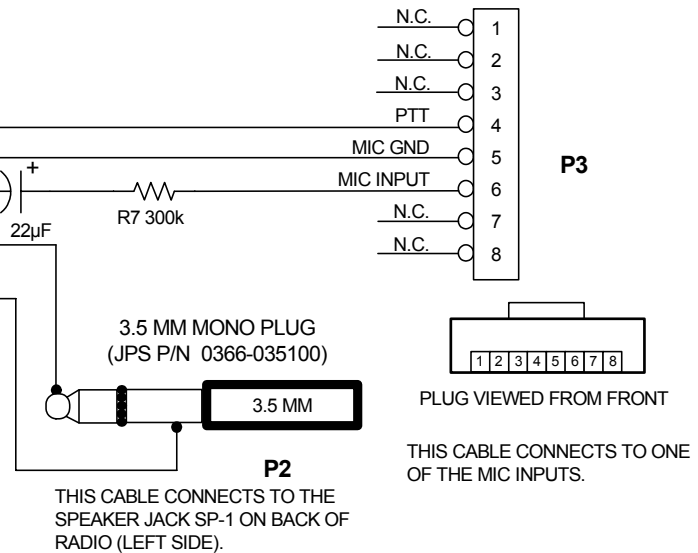 N.C.
1
N.C.
2
N.C.
3
PTT
4
MIC GND
5
P3
+
MIC INPUT
6
R7 300k
22µF
N.C.
7
N.C.
8
3.5 MM MONO PLUG
(JPS P/N 0366-035100)
1 2 3 4 5 6 7 8
3.5 MM
PLUG VIEWED FROM FRONT
P2
THIS CABLE CONNECTS TO ONE
OF THE MIC INPUTS.
THIS CABLE CONNECTS TO THE
SPEAKER JACK SP-1 ON BACK OF
RADIO (LEFT SIDE).